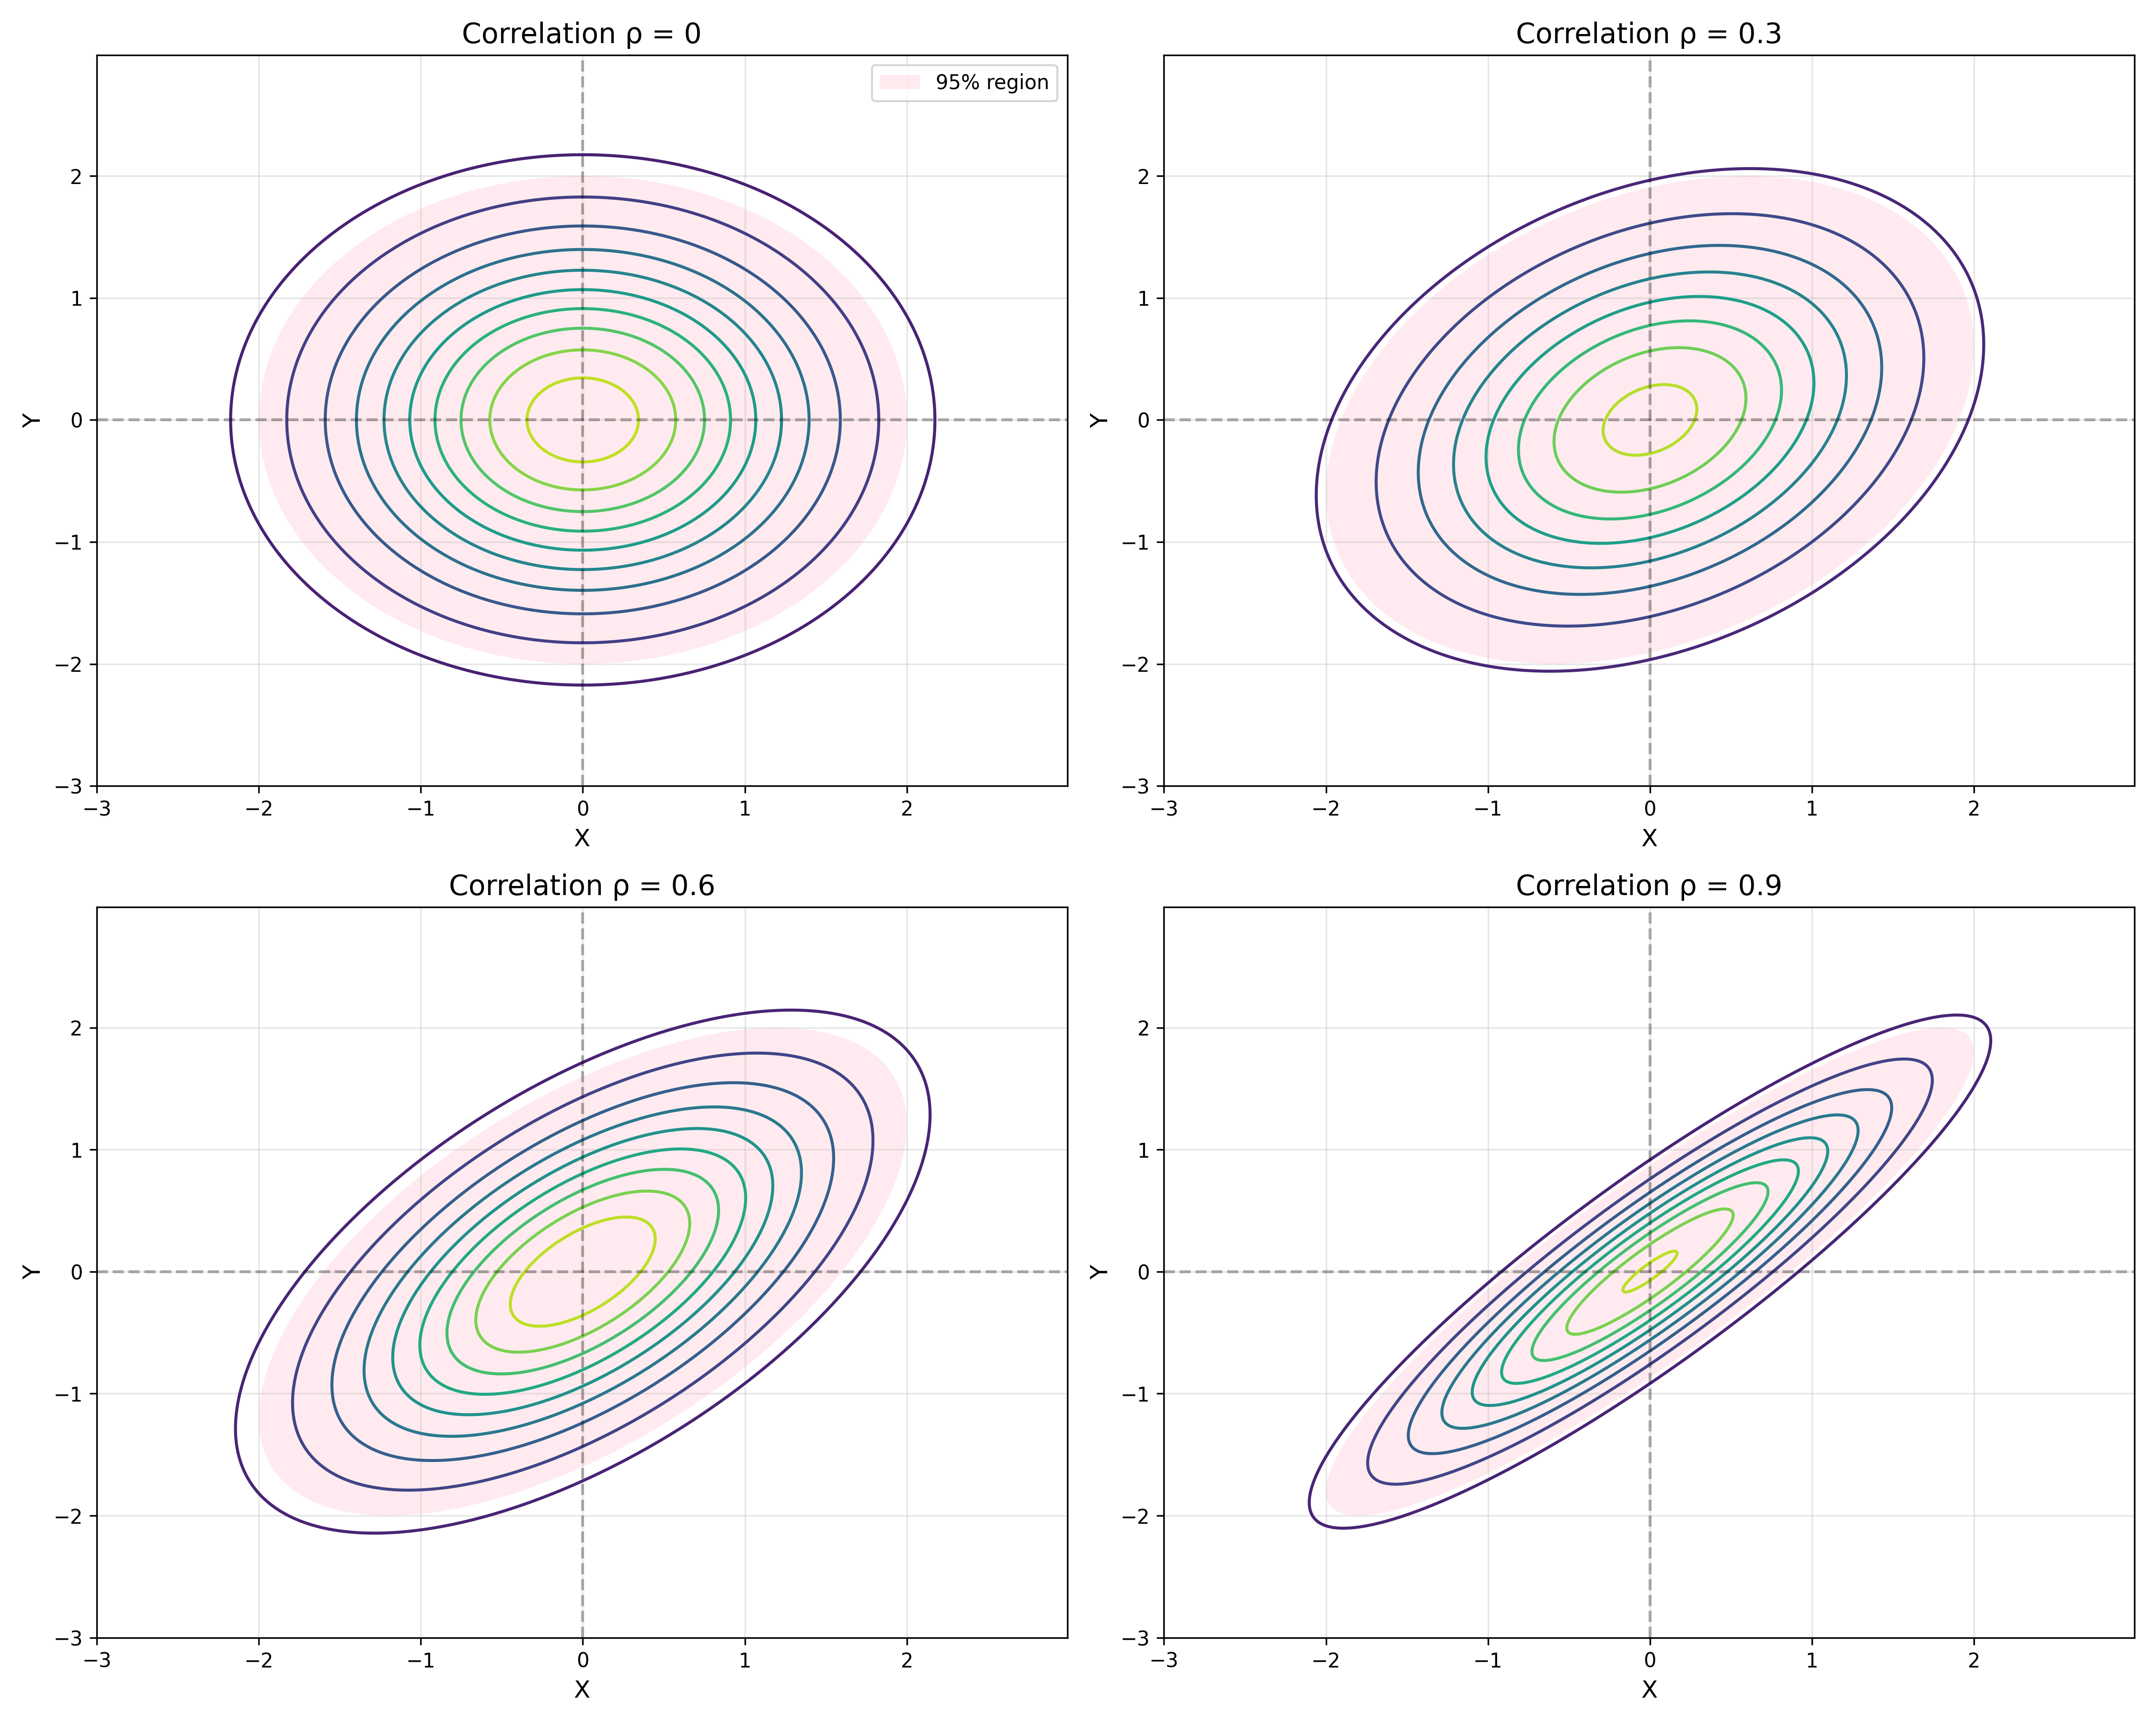 Correlation ρ = 0
95% region
2
1
0
−1
−2
−3
Y
−3 −2 −1 0 1 2
X
Correlation ρ = 0.3
2
1
0
−1
−2
−3
Y
−3 −2 −1 0 1 2
X
Correlation ρ = 0.6
2
1
0
−1
−2
−3
Y
−3 −2 −1 0 1 2
X
Correlation ρ = 0.9
2
1
0
−1
−2
−3
Y
−3 −2 −1 0 1 2
X